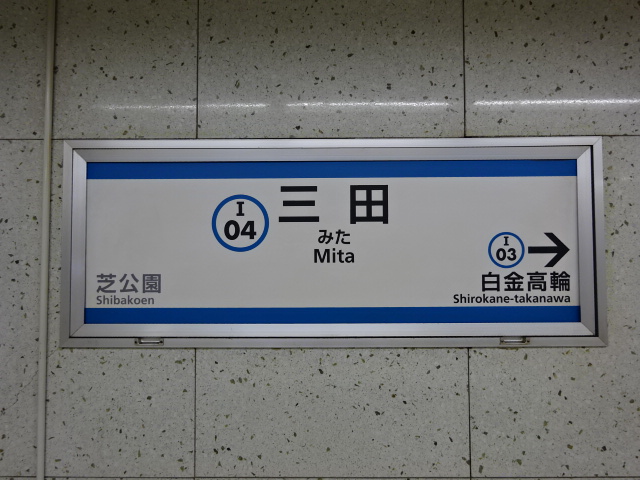 I
04
三田
みた
Mita
芝公園
Shibakoen
I
03
白金高輪
Shirokane-takanawa